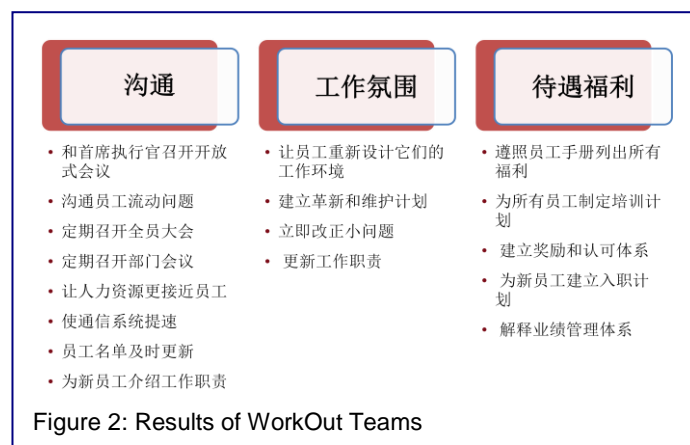 沟通
• 和首席执行官召开开放
式会议
• 沟通员工流动问题
• 定期召开全员大会
• 定期召开部门会议
• 让人力资源更接近员工
• 使通信系统提速
• 员工名单及时更新
• 为新员工介绍工作职责
工作氛围
• 让员工重新设计它们的
工作环境
• 建立革新和维护计划
• 立即改正小问题
• 更新工作职责
待遇福利
• 遵照员工手册列出所有
福利
• 为所有员工制定培训计
划
• 建立奖励和认可体系
• 为新员工建立入职计
划
• 解释业绩管理体系
Figure 2: Results of WorkOut Teams